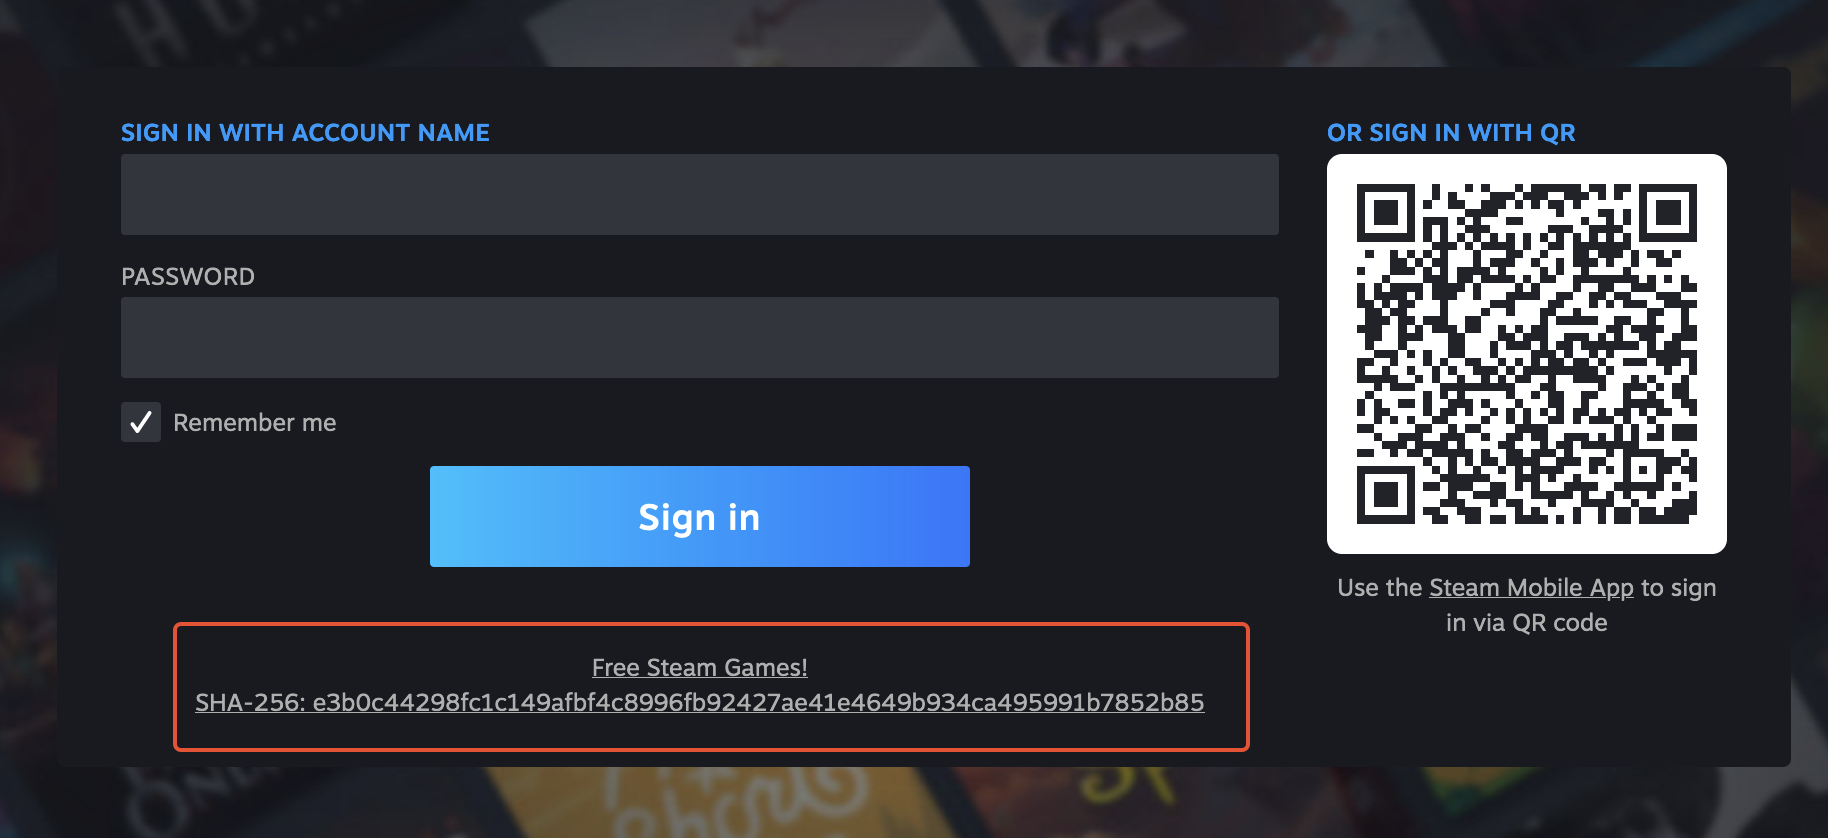 SIGN IN WITH ACCOUNT NAME
PASSWORD
Remember me
Sign in
Free Steam Games!
SHA-256: e3b0c44298fc1c149afbf4c8996fb92427ae41e4649b934ca495991b7852b85
OR SIGN IN WITH QR
Use the Steam Mobile App to sign
in via QR code